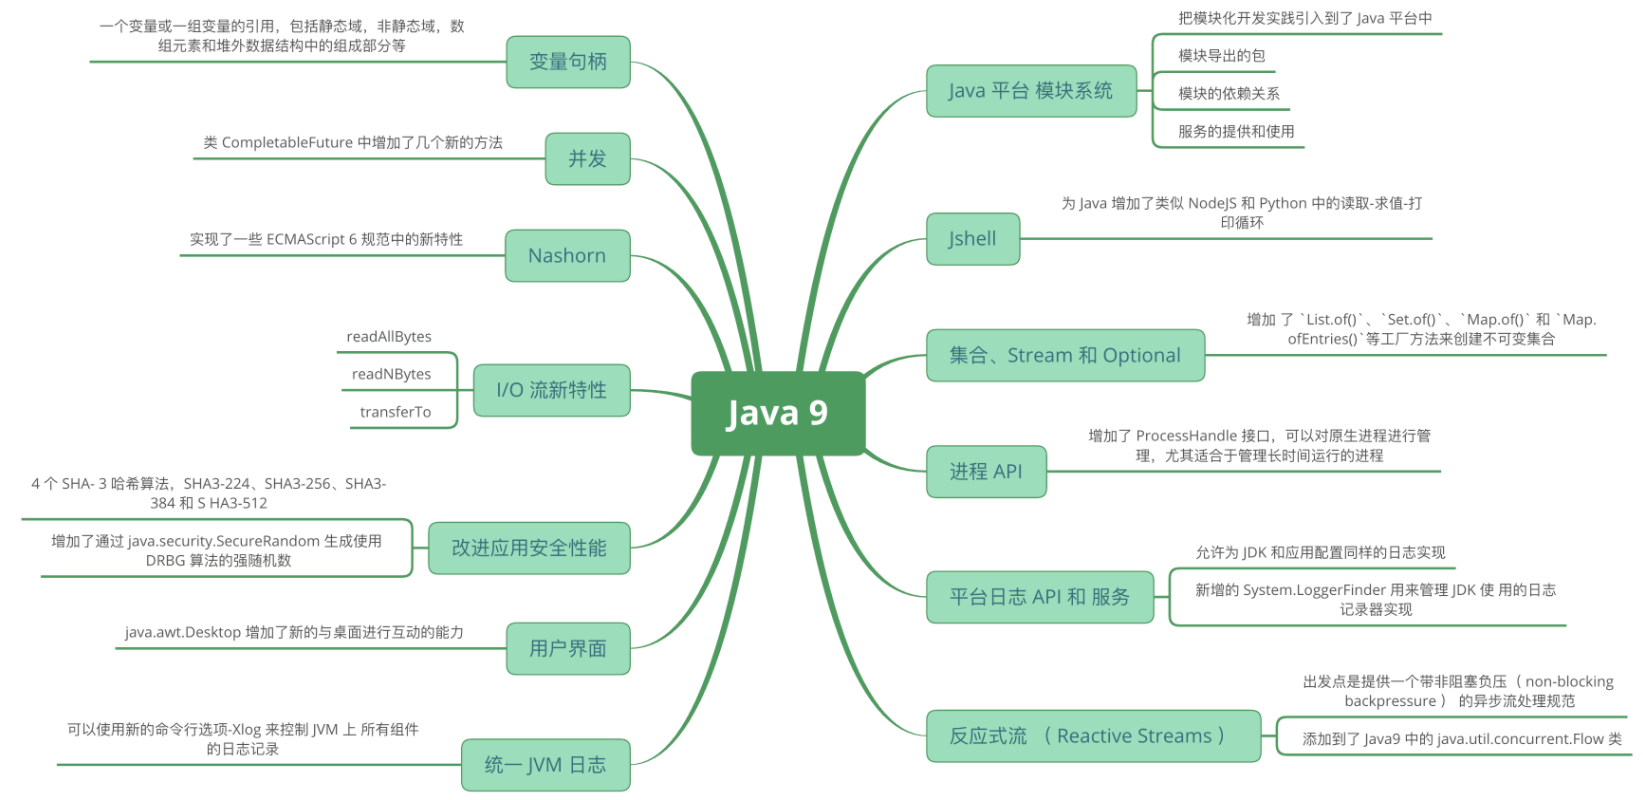 Java 9
Java 平台 模块系统
把模块化开发实践引入到了 Java 平台中
模块导出的包
模块的依赖关系
服务的提供和使用
Jshell
为 Java 增加了类似 NodeJS 和 Python 中的读取-求值-打
印循环
集合、Stream 和 Optional
增加 了 `List.of()`、`Set.of()`、`Map.of()` 和 `Map.
ofEntries()`等工厂方法来创建不可变集合
进程 API
增加了 ProcessHandle 接口，可以对原生进程进行管
理，尤其适合于管理长时间运行的进程
平台日志 API 和 服务
允许为 JDK 和应用配置同样的日志实现
新增的 System.LoggerFinder 用来管理 JDK 使 用的日志
记录器实现
反应式流 （ Reactive Streams ）
出发点是提供一个带非阻塞负压（ non-blocking
backpressure ） 的异步流处理规范
添加到了 Java9 中的 java.util.concurrent.Flow 类
变量句柄
一个变量或一组变量的引用，包括静态域，非静态域，数
组元素和堆外数据结构中的组成部分等
并发
类 CompletableFuture 中增加了几个新的方法
Nashorn
实现了一些 ECMAScript 6 规范中的新特性
I/O 流新特性
readAllBytes
readNBytes
transferTo
改进应用安全性能
4 个 SHA- 3 哈希算法，SHA3-224、SHA3-256、SHA3-
384 和 S HA3-512
增加了通过 java.security.SecureRandom 生成使用
DRBG 算法的强随机数
用户界面
java.awt.Desktop 增加了新的与桌面进行互动的能力
统一 JVM 日志
可以使用新的命令行选项-Xlog 来控制 JVM 上 所有组件
的日志记录